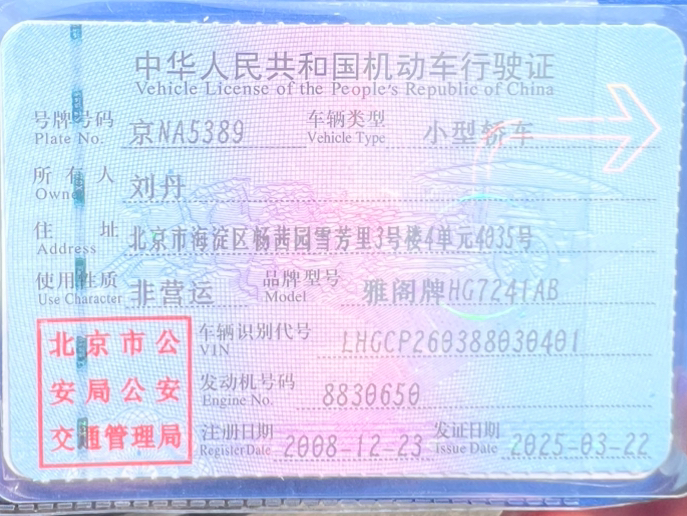 中华人民共和国机动车行驶证
Vehicle License of the People's Republic of China
号牌号码 京NA5389 车辆类型 小型轿车
Plate No. Vehicle Type
所有人 刘丹
Owner
住址 北京市海淀区畅茜园雪芳里3号楼4单元4035号
Address
使用性质 非营运 品牌型号 雅阁牌HG7241AB
Use Character Model
北京市公安局公安交通管理局
车辆识别代号 LHGCP260388030401
VIN
发动机号码 8830650
Engine No.
注册日期 2008-12-23 发证日期 2025-03-22
Register Date Issue Date